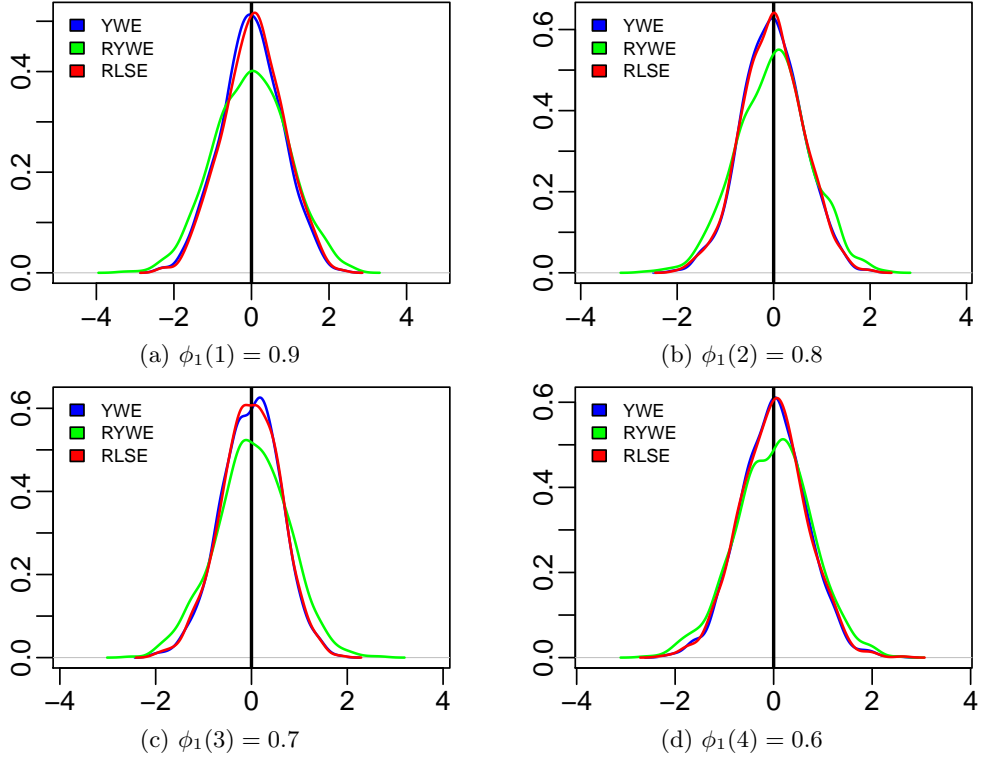 YWE
RYWE
RLSE
0.0 0.2 0.4
−4 −2 0 2 4
(a) ϕ₁(1) = 0.9
YWE
RYWE
RLSE
0.0 0.2 0.4 0.6
−4 −2 0 2 4
(b) ϕ₁(2) = 0.8
YWE
RYWE
RLSE
0.0 0.2 0.4 0.6
−4 −2 0 2 4
(c) ϕ₁(3) = 0.7
YWE
RYWE
RLSE
0.0 0.2 0.4 0.6
−4 −2 0 2 4
(d) ϕ₁(4) = 0.6